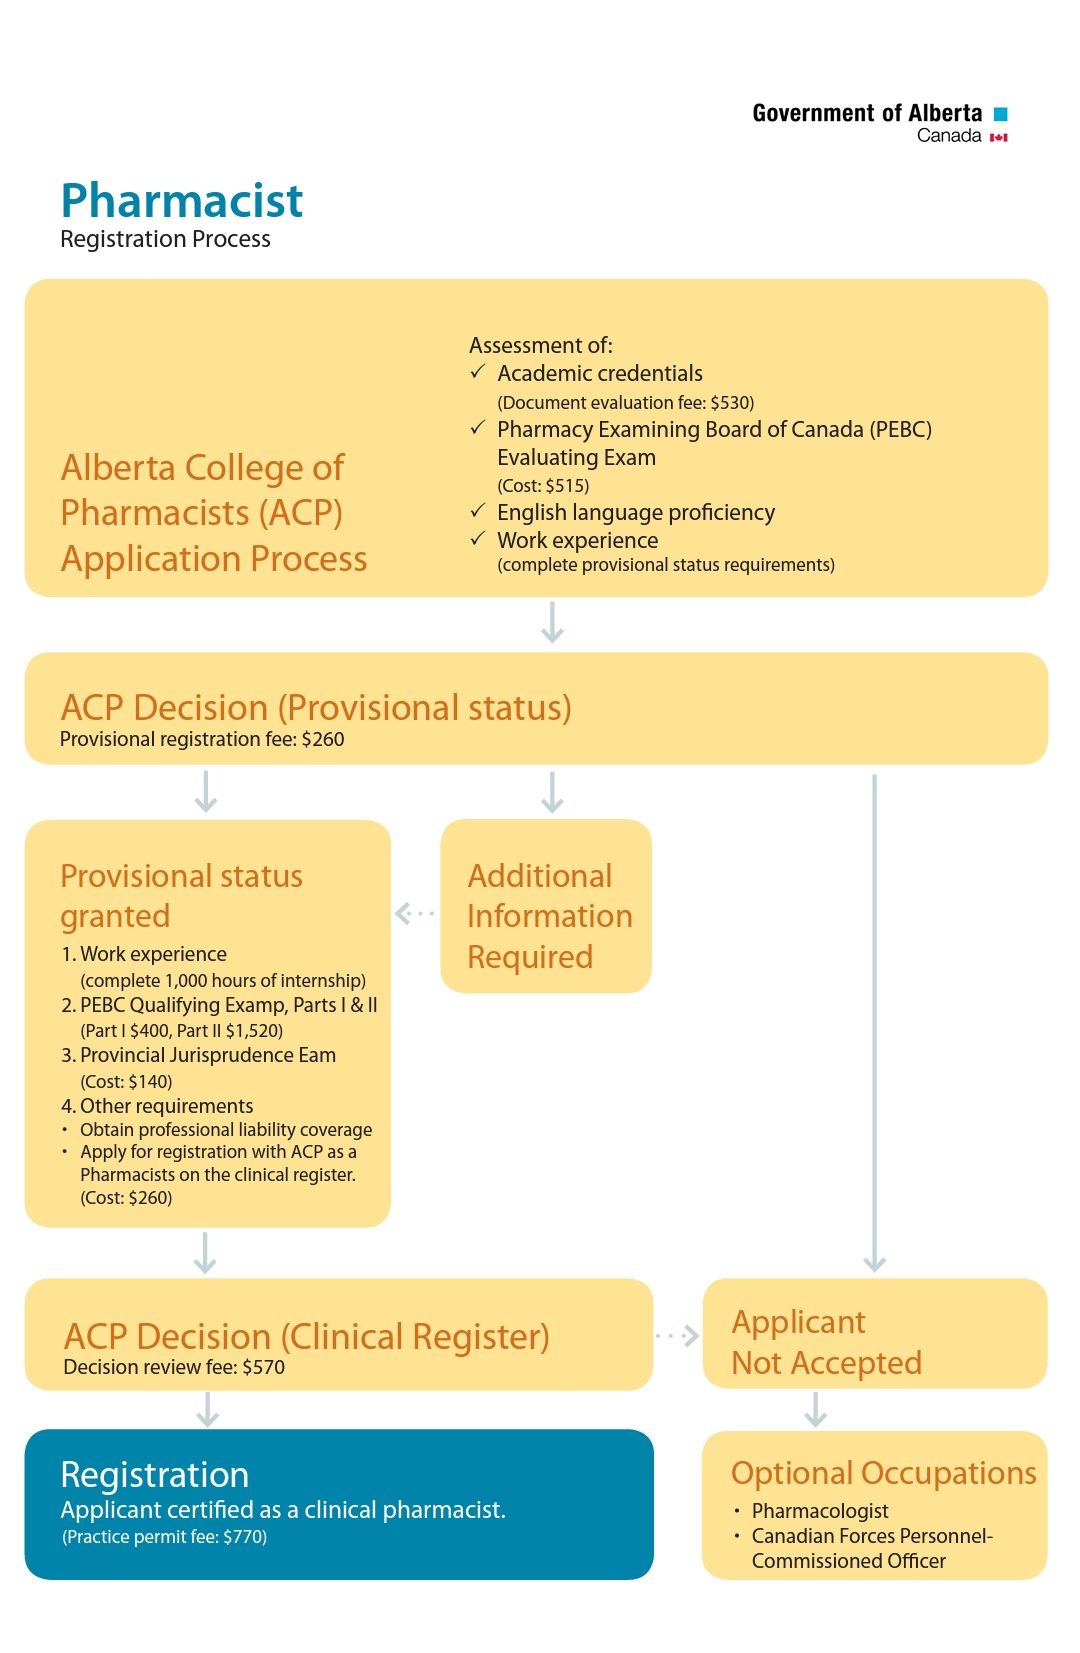 Government of Alberta
Canada
Pharmacist
Registration Process
Alberta College of
Pharmacists (ACP)
Application Process
Assessment of:
✓ Academic credentials
(Document evaluation fee: $530)
✓ Pharmacy Examining Board of Canada (PEBC)
Evaluating Exam
(Cost: $515)
✓ English language proficiency
✓ Work experience
(complete provisional status requirements)
ACP Decision (Provisional status)
Provisional registration fee: $260
Provisional status
granted
1. Work experience
(complete 1,000 hours of internship)
2. PEBC Qualifying Examp, Parts I & II
(Part I $400, Part II $1,520)
3. Provincial Jurisprudence Eam
(Cost: $140)
4. Other requirements
• Obtain professional liability coverage
• Apply for registration with ACP as a
Pharmacists on the clinical register.
(Cost: $260)
Additional
Information
Required
ACP Decision (Clinical Register)
Decision review fee: $570
Applicant
Not Accepted
Registration
Applicant certified as a clinical pharmacist.
(Practice permit fee: $770)
Optional Occupations
• Pharmacologist
• Canadian Forces Personnel-
Commissioned Officer